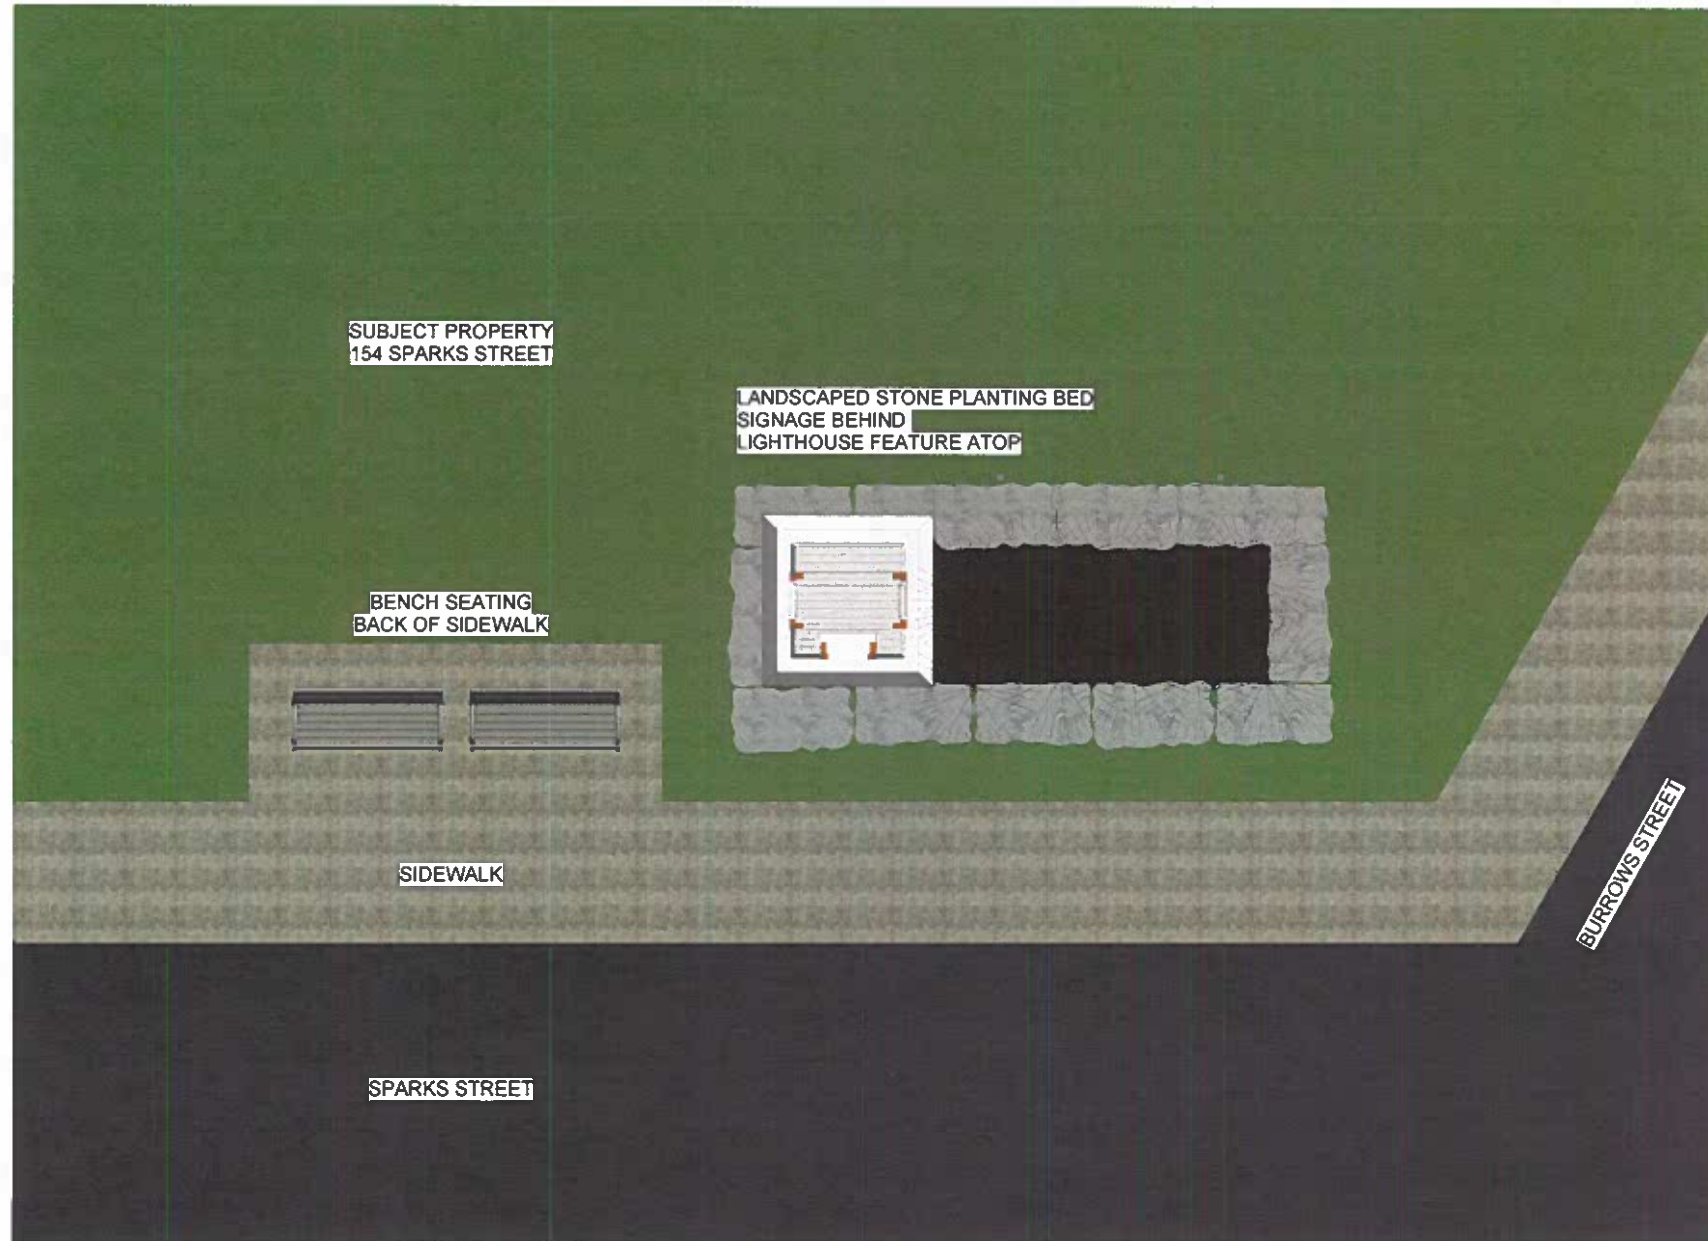 SUBJECT PROPERTY
154 SPARKS STREET
LANDSCAPED STONE PLANTING BED
SIGNAGE BEHIND
LIGHTHOUSE FEATURE ATOP
BENCH SEATING
BACK OF SIDEWALK
SIDEWALK
BURROWS STREET
SPARKS STREET